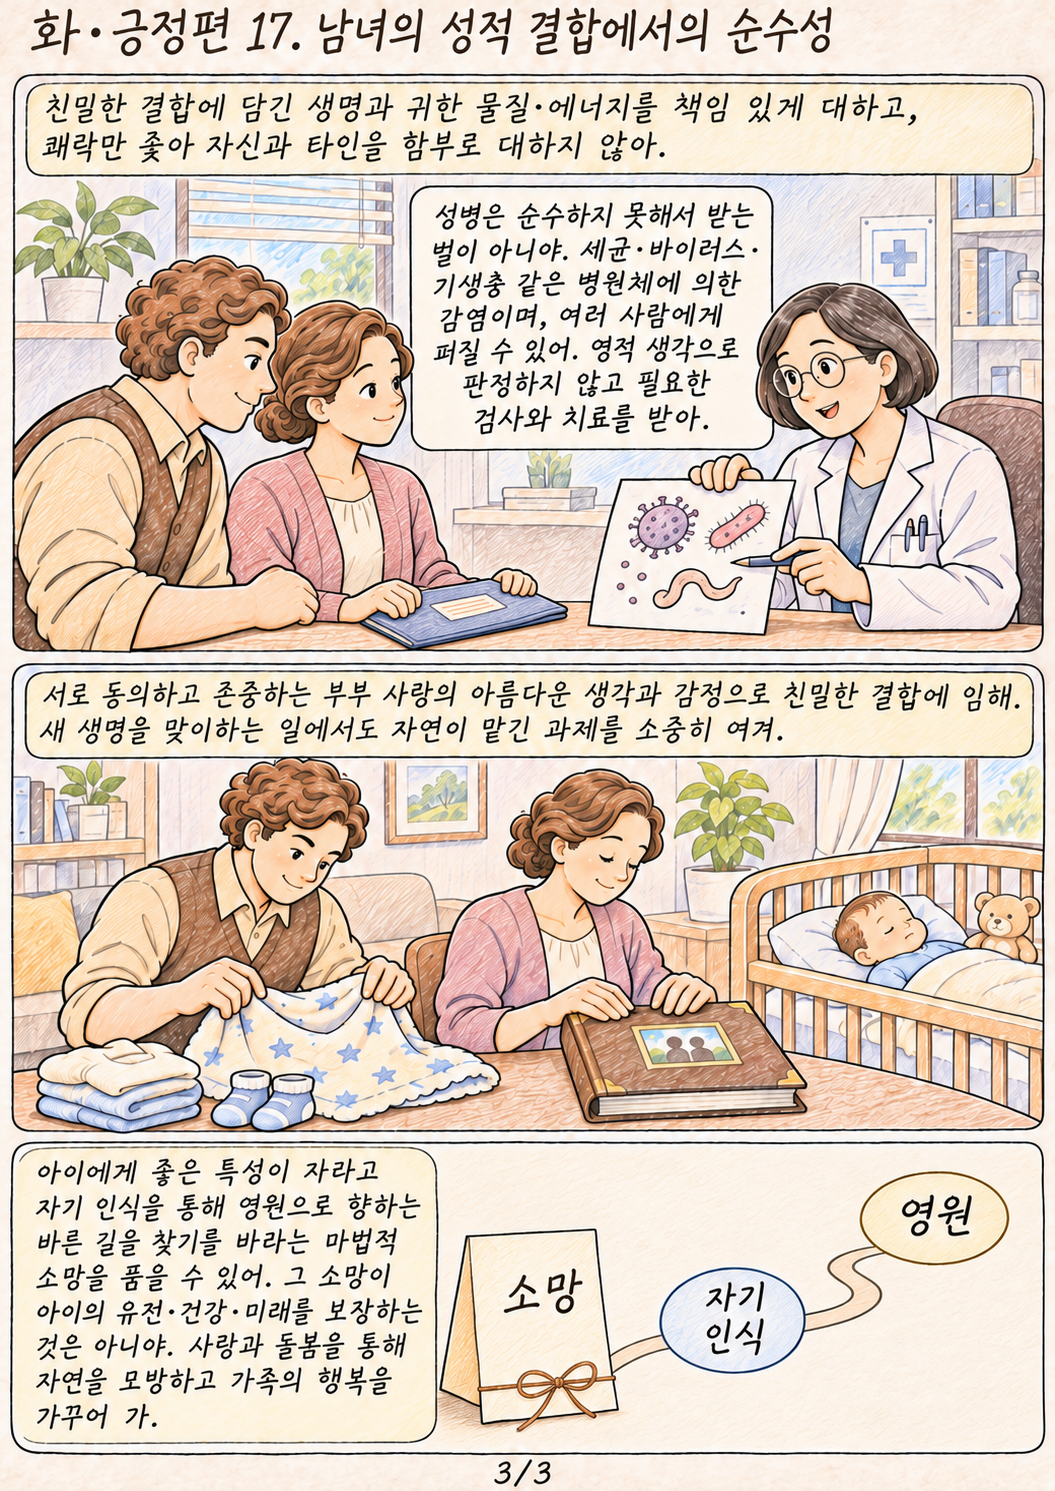 화·긍정편 17. 남녀의 성적 결합에서의 순수성
친밀한 결합에 담긴 생명과 귀한 물질·에너지를 책임 있게 대하고,
쾌락만 좇아 자신과 타인을 함부로 대하지 않아.
성병은 순수하지 못해서 받는
벌이 아니야. 세균·바이러스·
기생충 같은 병원체에 의한
감염이며, 여러 사람에게
퍼질 수 있어. 영적 생각으로
판정하지 않고 필요한
검사와 치료를 받아.
서로 동의하고 존중하는 부부 사랑의 아름다운 생각과 감정으로 친밀한 결합에 임해.
새 생명을 맞이하는 일에서도 자연이 맡긴 과제를 소중히 여겨.
아이에게 좋은 특성이 자라고
자기 인식을 통해 영원으로 향하는
바른 길을 찾기를 바라는 마법적
소망을 품을 수 있어. 그 소망이
아이의 유전·건강·미래를 보장하는
것은 아니야. 사랑과 돌봄을 통해
자연을 모방하고 가족의 행복을
가꾸어 가.
소망
자기
인식
영원
3/3